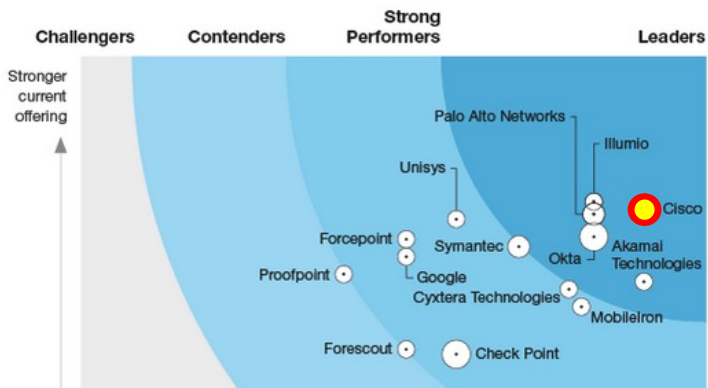 Challengers
Contenders
Strong
Performers
Leaders
Stronger
current
offering
Palo Alto Networks
Illumio
Unisys
Cisco
Forcepoint
Symantec
Okta
Akamai
Technologies
Proofpoint
Google
Cyxtera Technologies
MobileIron
Forescout
Check Point